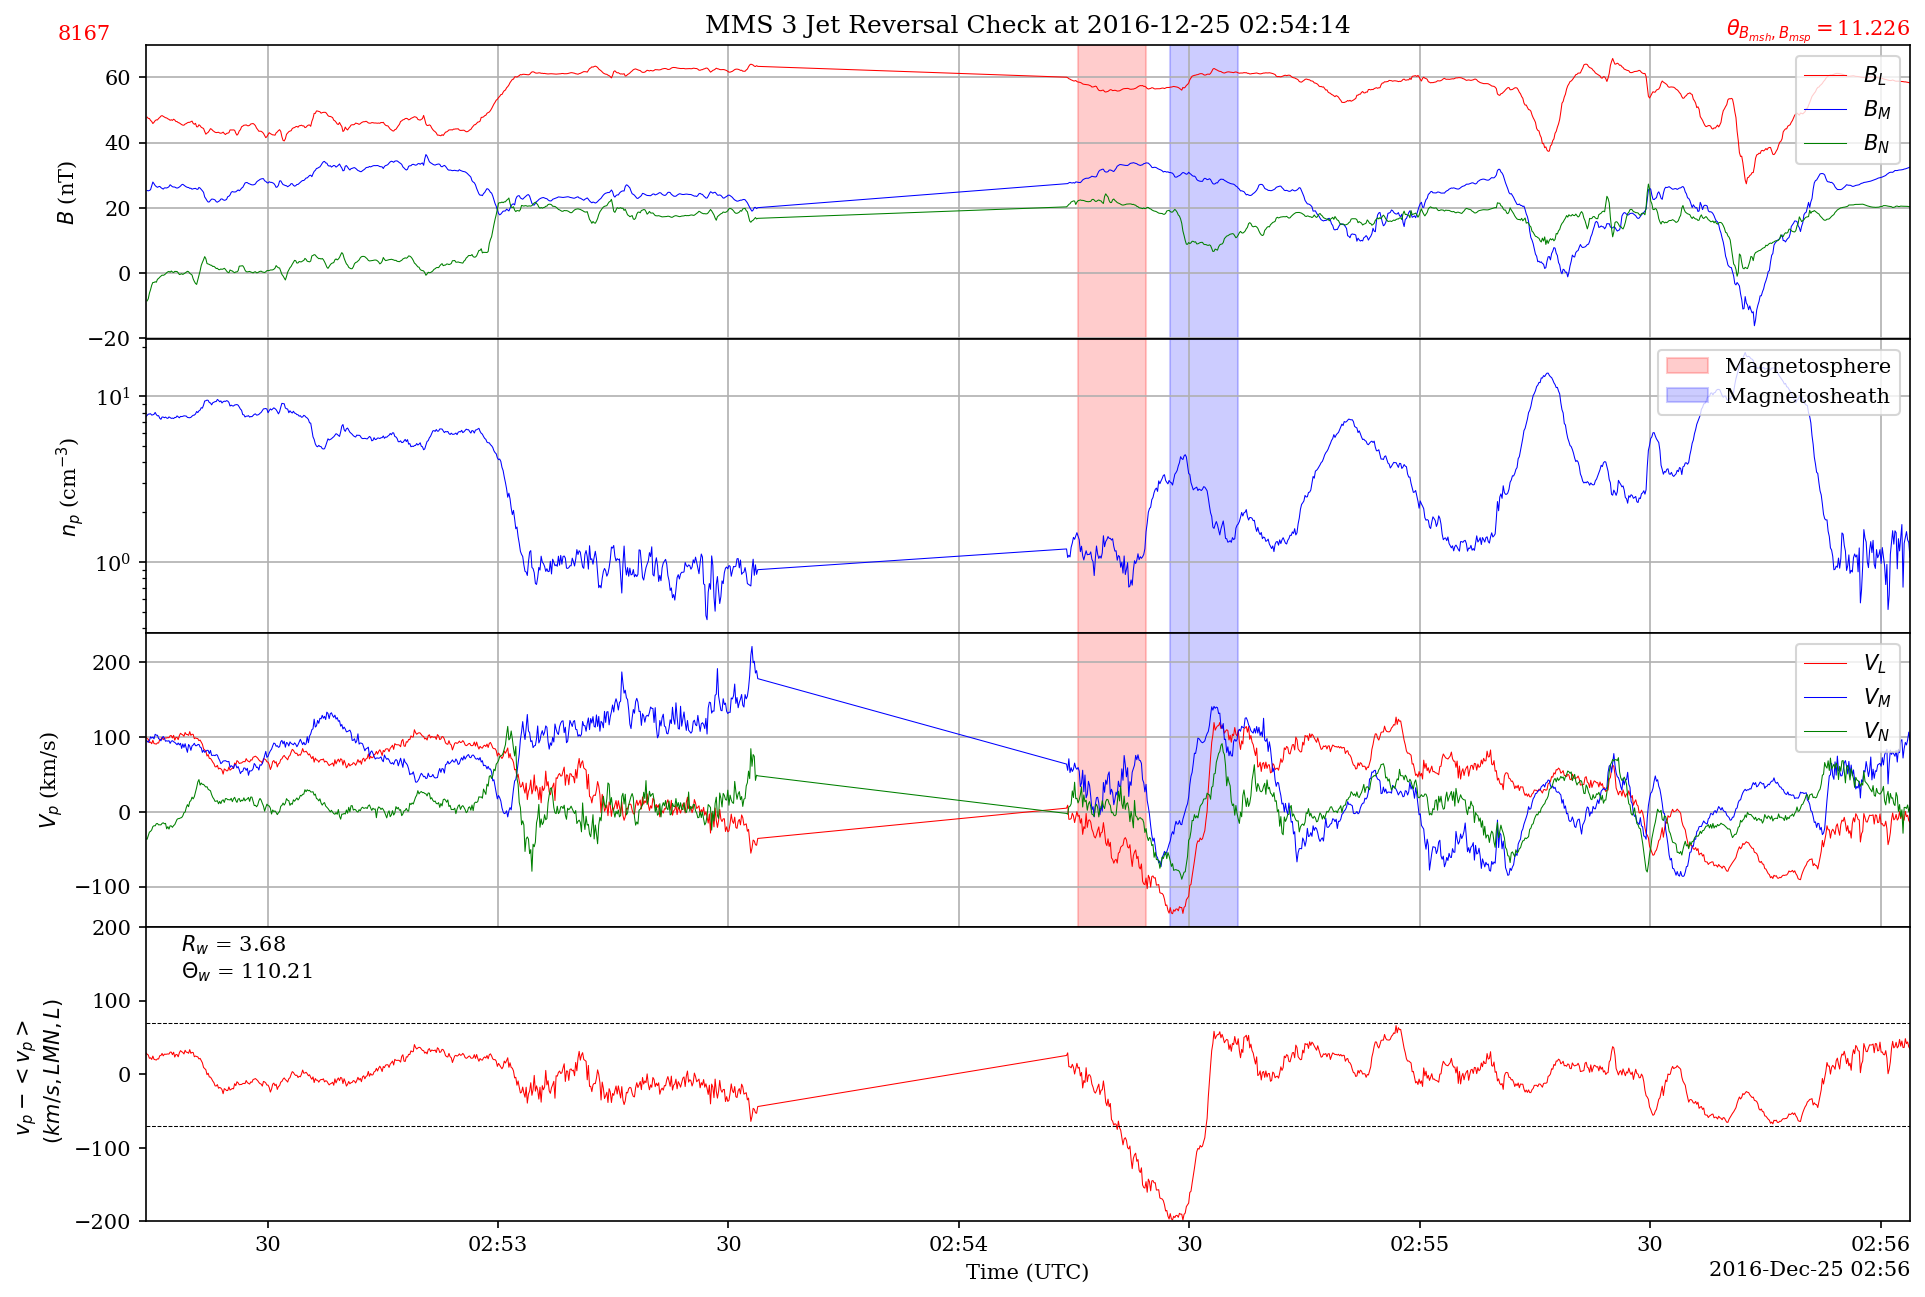 MMS 3 Jet Reversal Check at 2016-12-25 02:54:14
8167
θ_{B_{msh}, B_{msp}} = 11.226
60
40
20
0
−20
B (nT)
B_L
B_M
B_N
10^1
10^0
n_p (cm^{−3})
Magnetosphere
Magnetosheath
200
100
0
−100
V_p (km/s)
V_L
V_M
V_N
200
100
0
−100
−200
v_p − < v_p >
(km/s, LMN, L)
R_w = 3.68
Θ_w = 110.21
30 02:53 30 02:54 30 02:55 30 02:56
Time (UTC)
2016-Dec-25 02:56